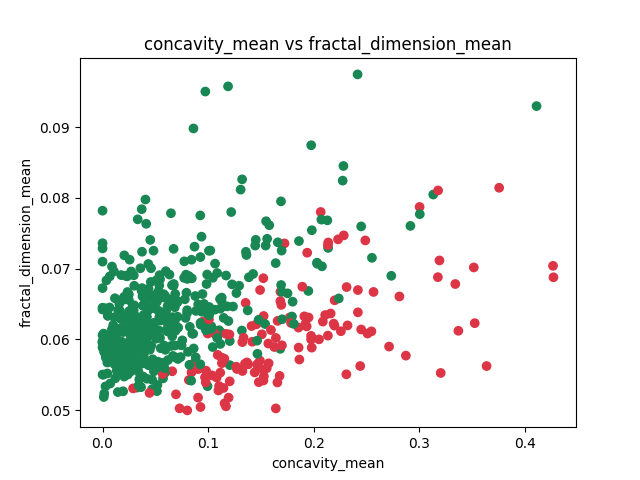 concavity_mean vs fractal_dimension_mean
fractal_dimension_mean
0.09
0.08
0.07
0.06
0.05
0.0 0.1 0.2 0.3 0.4
concavity_mean